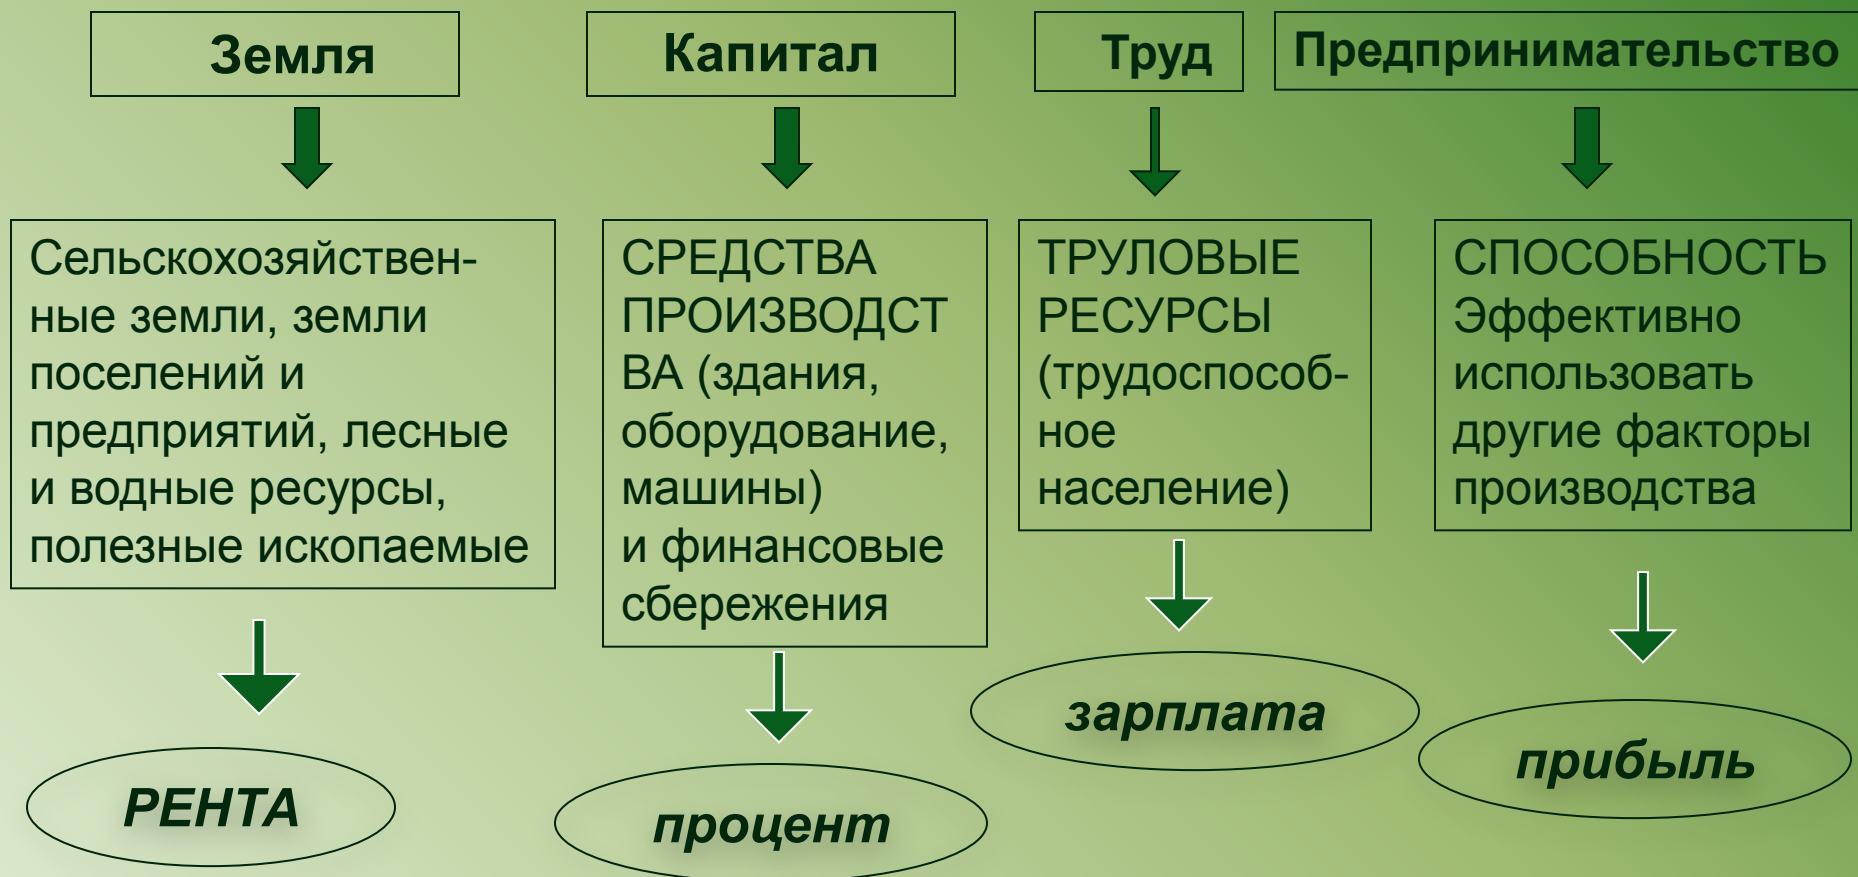 Земля
Капитал
Труд
Предпринимательство
Сельскохозяйствен-
ные земли, земли
поселений и
предприятий, лесные
и водные ресурсы,
полезные ископаемые
СРЕДСТВА
ПРОИЗВОДСТ
ВА (здания,
оборудование,
машины)
и финансовые
сбережения
ТРУЛОВЫЕ
РЕСУРСЫ
(трудоспособ-
ное
население)
СПОСОБНОСТЬ
Эффективно
использовать
другие факторы
производства
РЕНТА
процент
зарплата
прибыль